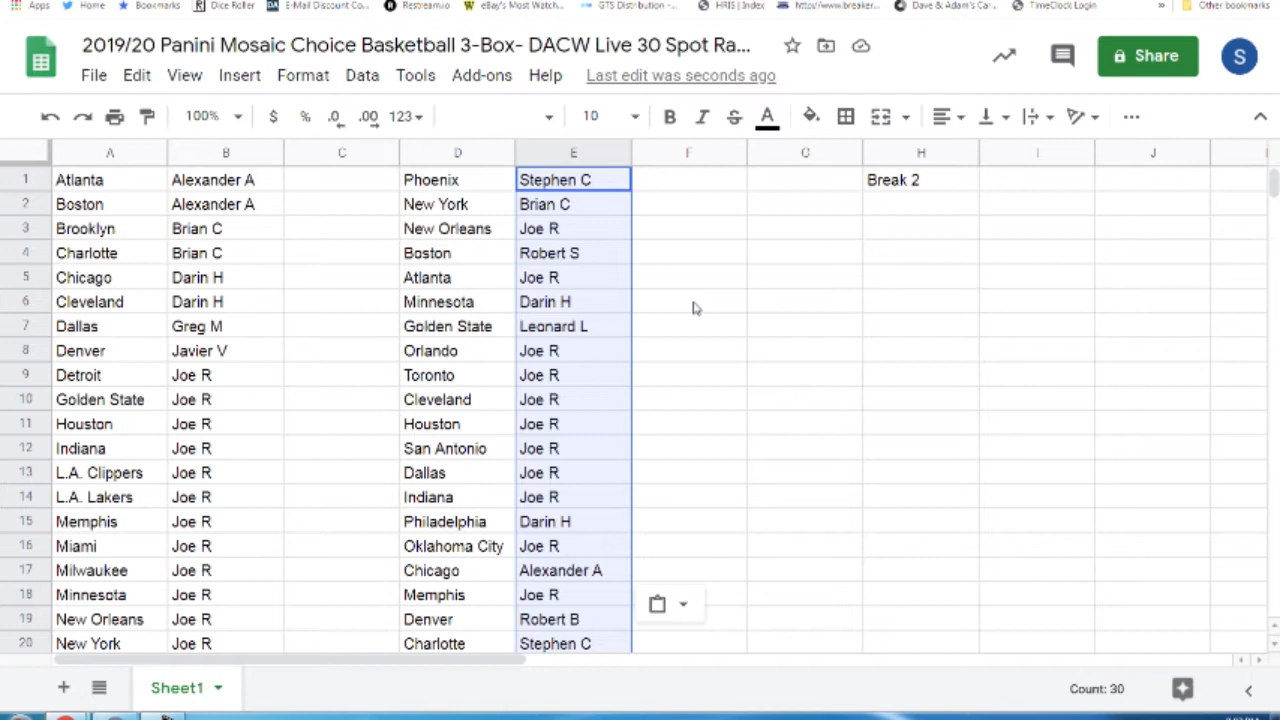 Apps Twitter Home Bookmarks Dice Roller DA E-Mail Discount Co... Restream.io eBay's Most Watch... GTS Distribution -... HRIS | Index http://www.breaker... Dave & Adam's Car... TimeClock Login » Other bookmarks
2019/20 Panini Mosaic Choice Basketball 3-Box- DACW Live 30 Spot Ra...
Share
S
File Edit View Insert Format Data Tools Add-ons Help Last edit was seconds ago
100% $ % .0 .00 123 10 B I S A ...
A B C D E F G H I J
1 Atlanta Alexander A Phoenix Stephen C Break 2
2 Boston Alexander A New York Brian C
3 Brooklyn Brian C New Orleans Joe R
4 Charlotte Brian C Boston Robert S
5 Chicago Darin H Atlanta Joe R
6 Cleveland Darin H Minnesota Darin H
7 Dallas Greg M Golden State Leonard L
8 Denver Javier V Orlando Joe R
9 Detroit Joe R Toronto Joe R
10 Golden State Joe R Cleveland Joe R
11 Houston Joe R Houston Joe R
12 Indiana Joe R San Antonio Joe R
13 L.A. Clippers Joe R Dallas Joe R
14 L.A. Lakers Joe R Indiana Joe R
15 Memphis Joe R Philadelphia Darin H
16 Miami Joe R Oklahoma City Joe R
17 Milwaukee Joe R Chicago Alexander A
18 Minnesota Joe R Memphis Joe R
19 New Orleans Joe R Denver Robert B
20 New York Joe R Charlotte Stephen C
Sheet1
Count: 30